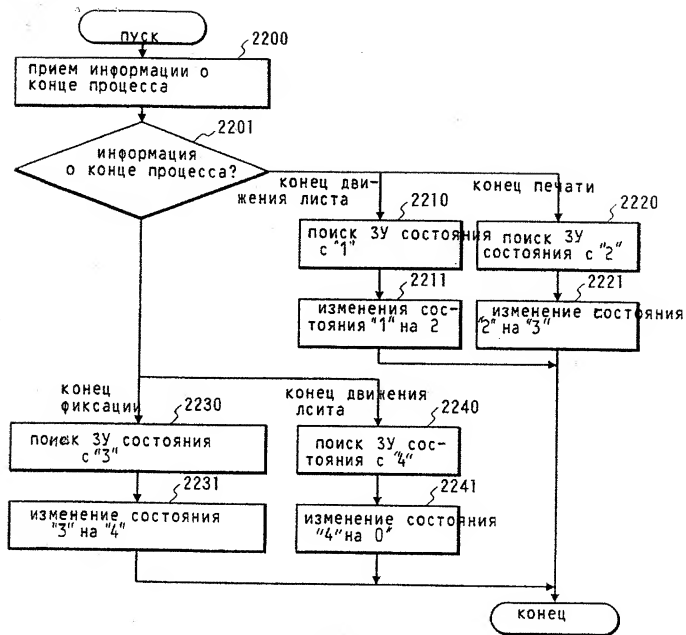 пуск
2200
прием информации о
конце процесса
2201
информация
о конце процесса?
конец дви-
жения листа
конец печати
2210
поиск ЗУ состояния
с "1"
2220
поиск ЗУ
состояния с "2"
2211
изменения сос-
тояния "1" на 2
2221
изменение состояния
"2" на "3"
конец
фиксации
2230
поиск ЗУ состояния
с "3"
конец движения
лсита
2240
поиск ЗУ сос-
тояния с "4"
2231
изменение состояния
"3" на "4"
2241
изменение состояния
"4" на 0"
конец